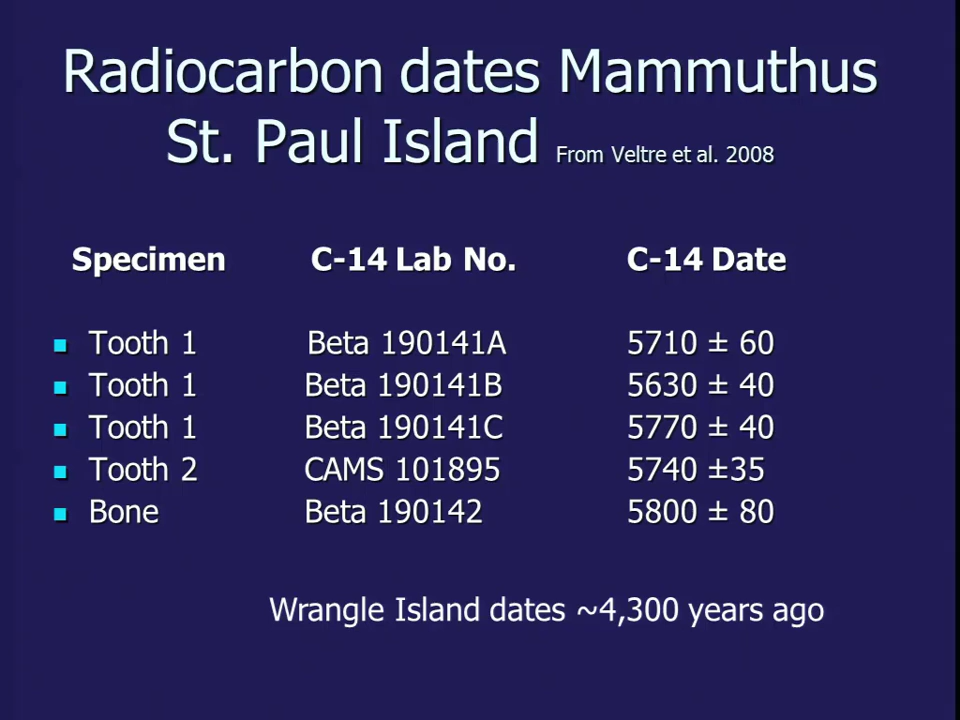 Radiocarbon dates Mammuthus
St. Paul Island From Veltre et al. 2008
Specimen C-14 Lab No. C-14 Date
Tooth 1 Beta 190141A 5710 ± 60
Tooth 1 Beta 190141B 5630 ± 40
Tooth 1 Beta 190141C 5770 ± 40
Tooth 2 CAMS 101895 5740 ±35
Bone Beta 190142 5800 ± 80
Wrangle Island dates ~4,300 years ago